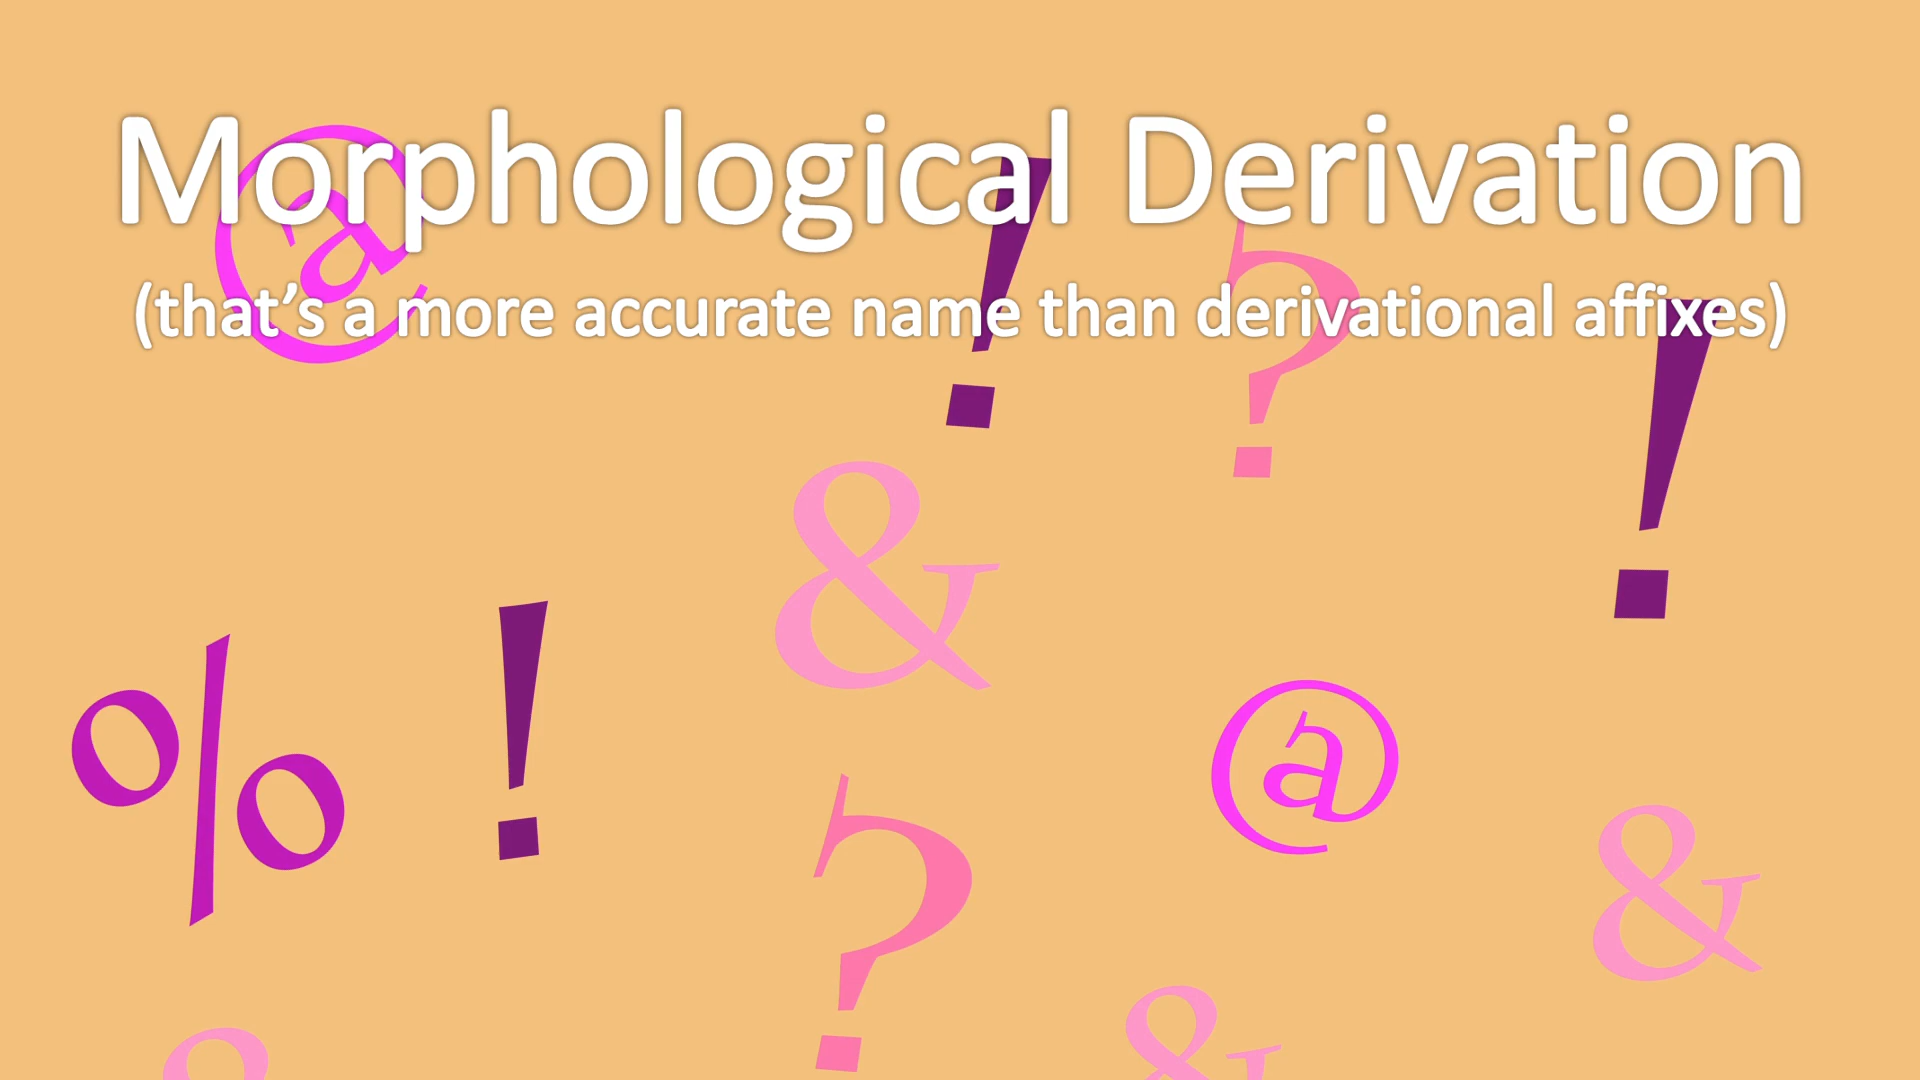 Morphological Derivation
(that’s a more accurate name than derivational affixes)
@ ! ? !
&
% ! @
? &
& &